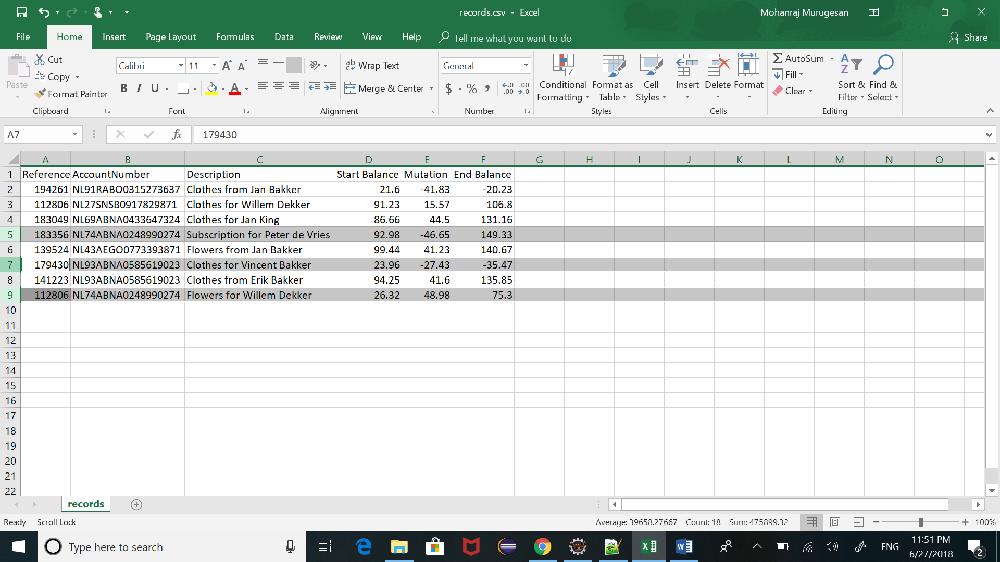 records.csv - Excel
Mohanraj Murugesan
File Home Insert Page Layout Formulas Data Review View Help Tell me what you want to do Share
Paste Cut Copy Format Painter Clipboard
Calibri 11 B I U Font
Wrap Text Merge & Center Alignment
General $ % , .00 .0 Number
Conditional Formatting Format as Table Cell Styles Styles
Insert Delete Format Cells
AutoSum Fill Clear Sort & Filter Find & Select Editing
A7 fx 179430
A B C D E F G H I J K L M N O
1 Reference AccountNumber Description Start Balance Mutation End Balance
2 194261 NL91RABO0315273637 Clothes from Jan Bakker 21.6 -41.83 -20.23
3 112806 NL27SNSB0917829871 Clothes for Willem Dekker 91.23 15.57 106.8
4 183049 NL69ABNA0433647324 Clothes for Jan King 86.66 44.5 131.16
5 183356 NL74ABNA0248990274 Subscription for Peter de Vries 92.98 -46.65 149.33
6 139524 NL43AEGO0773393871 Flowers from Jan Bakker 99.44 41.23 140.67
7 179430 NL93ABNA0585619023 Clothes for Vincent Bakker 23.96 -27.43 -35.47
8 141223 NL93ABNA0585619023 Clothes from Erik Bakker 94.25 41.6 135.85
9 112806 NL74ABNA0248990274 Flowers for Willem Dekker 26.32 48.98 75.3
10
11
12
13
14
15
16
17
18
19
20
21
22
records
Ready Scroll Lock Average: 39658.27667 Count: 18 Sum: 475899.32 100%
Type here to search ENG 11:51 PM
6/27/2018 2